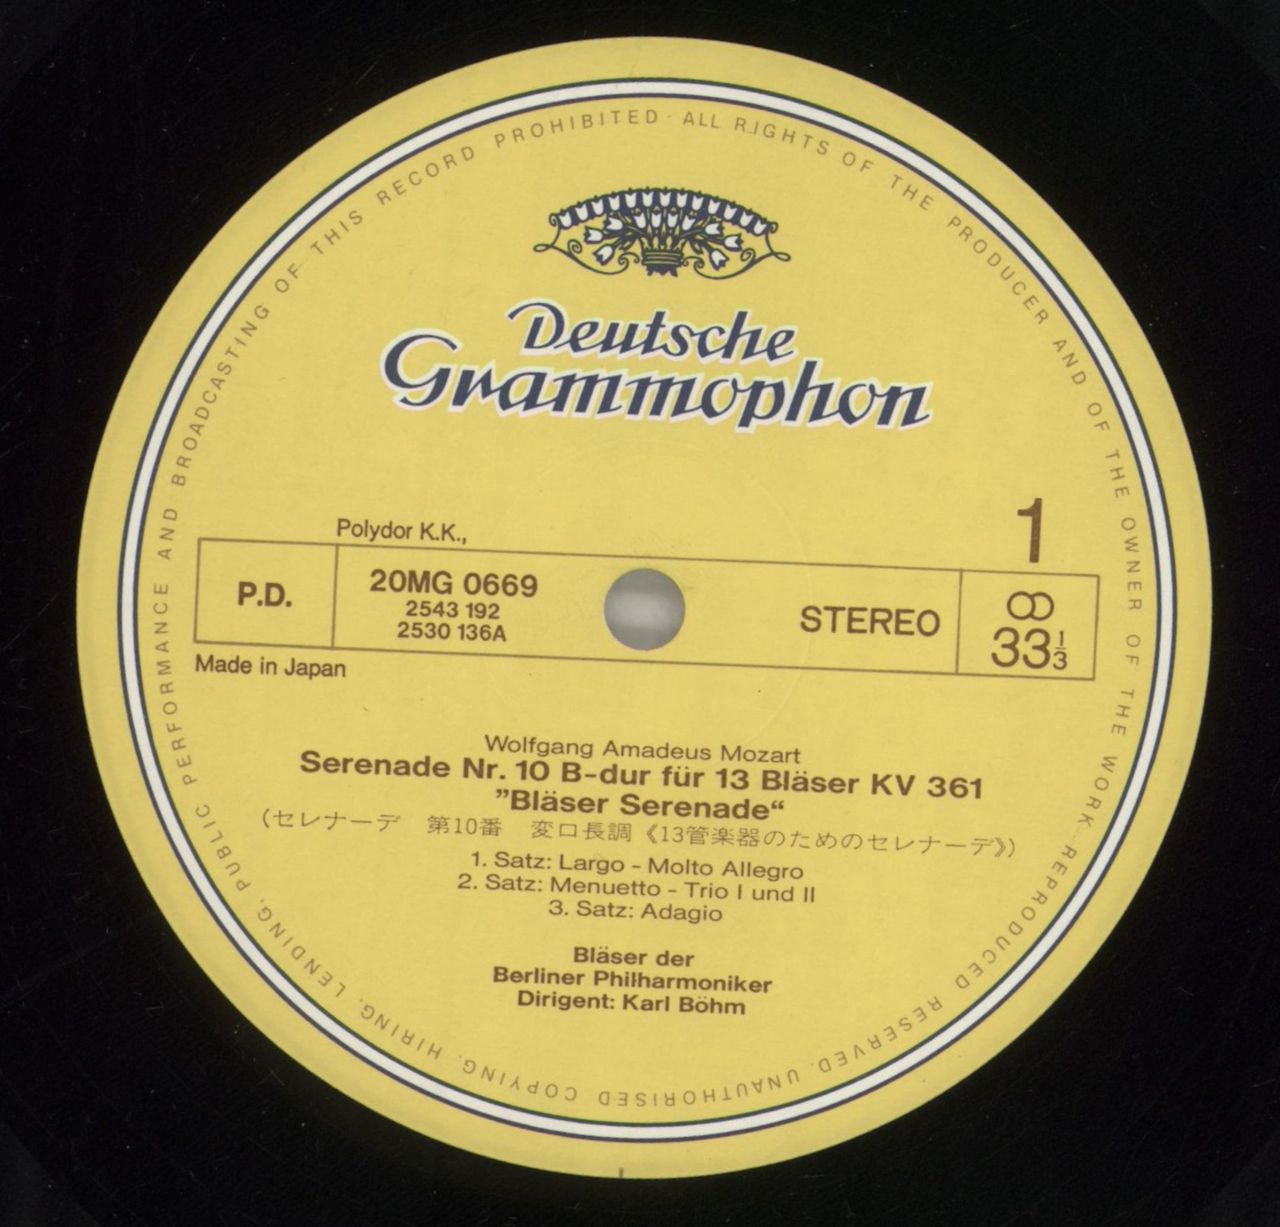 ALL RIGHTS OF THE PRODUCER AND OF THE OWNER OF THE WORK REPRODUCED RESERVED. UNAUTHORISED COPYING, HIRING, LENDING, PUBLIC PERFORMANCE AND BROADCASTING OF THIS RECORD PROHIBITED ·
Deutsche
Grammophon
Polydor K.K.,
1
P.D.
20MG 0669
2543 192
2530 136A
STEREO
33 1/3
Made in Japan
Wolfgang Amadeus Mozart
Serenade Nr. 10 B-dur für 13 Bläser KV 361
”Bläser Serenade“
(セレナーデ 第10番 変ロ長調《13管楽器のためのセレナーデ》)
1. Satz: Largo - Molto Allegro
2. Satz: Menuetto - Trio I und II
3. Satz: Adagio
Bläser der
Berliner Philharmoniker
Dirigent: Karl Böhm